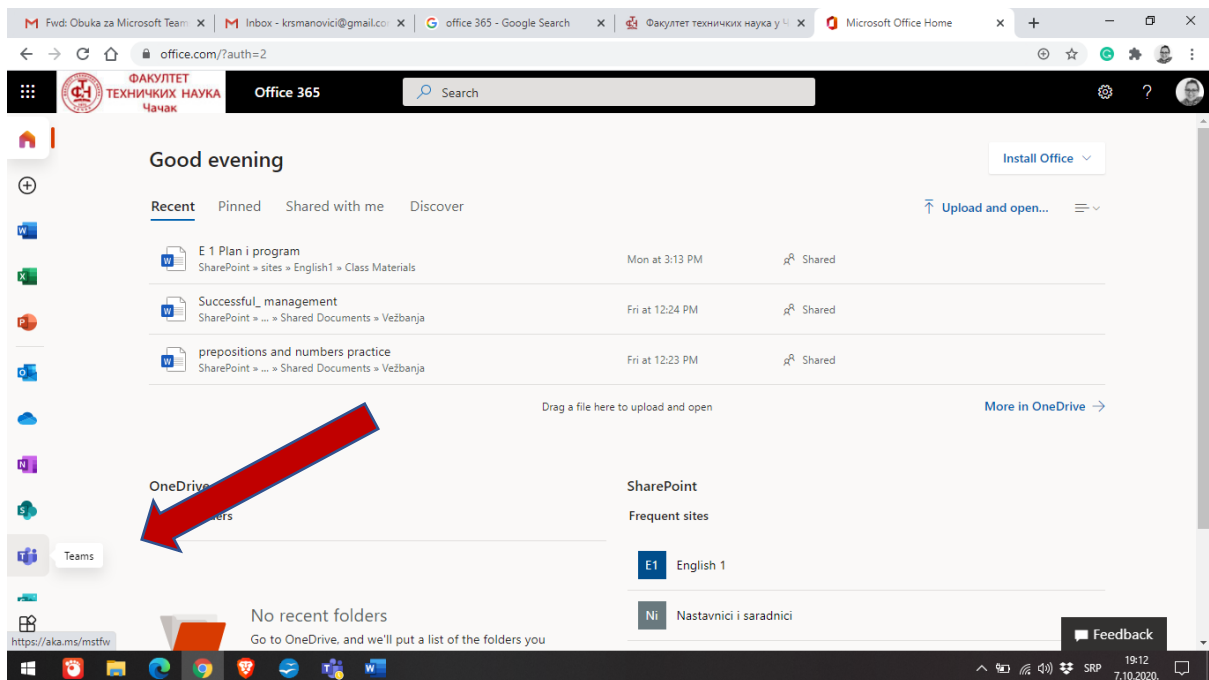 Fwd: Obuka za Microsoft Team
Inbox - krsmanovici@gmail.co
office 365 - Google Search
Факултет техничких наука у Ч
Microsoft Office Home
office.com/?auth=2
ФАКУЛТЕТ
ТЕХНИЧКИХ НАУКА
Чачак
Office 365
Search
Good evening
Install Office
Recent Pinned Shared with me Discover
Upload and open...
E 1 Plan i program
SharePoint » sites » English1 » Class Materials
Mon at 3:13 PM
Shared
Successful_ management
SharePoint » ... » Shared Documents » Vežbanja
Fri at 12:24 PM
Shared
prepositions and numbers practice
SharePoint » ... » Shared Documents » Vežbanja
Fri at 12:23 PM
Shared
Drag a file here to upload and open
More in OneDrive
OneDrive
SharePoint
Frequent sites
Teams
E1 English 1
No recent folders
Go to OneDrive, and we'll put a list of the folders you
Ni Nastavnici i saradnici
Feedback
https://aka.ms/mstfw
SRP
19:12
7.10.2020.